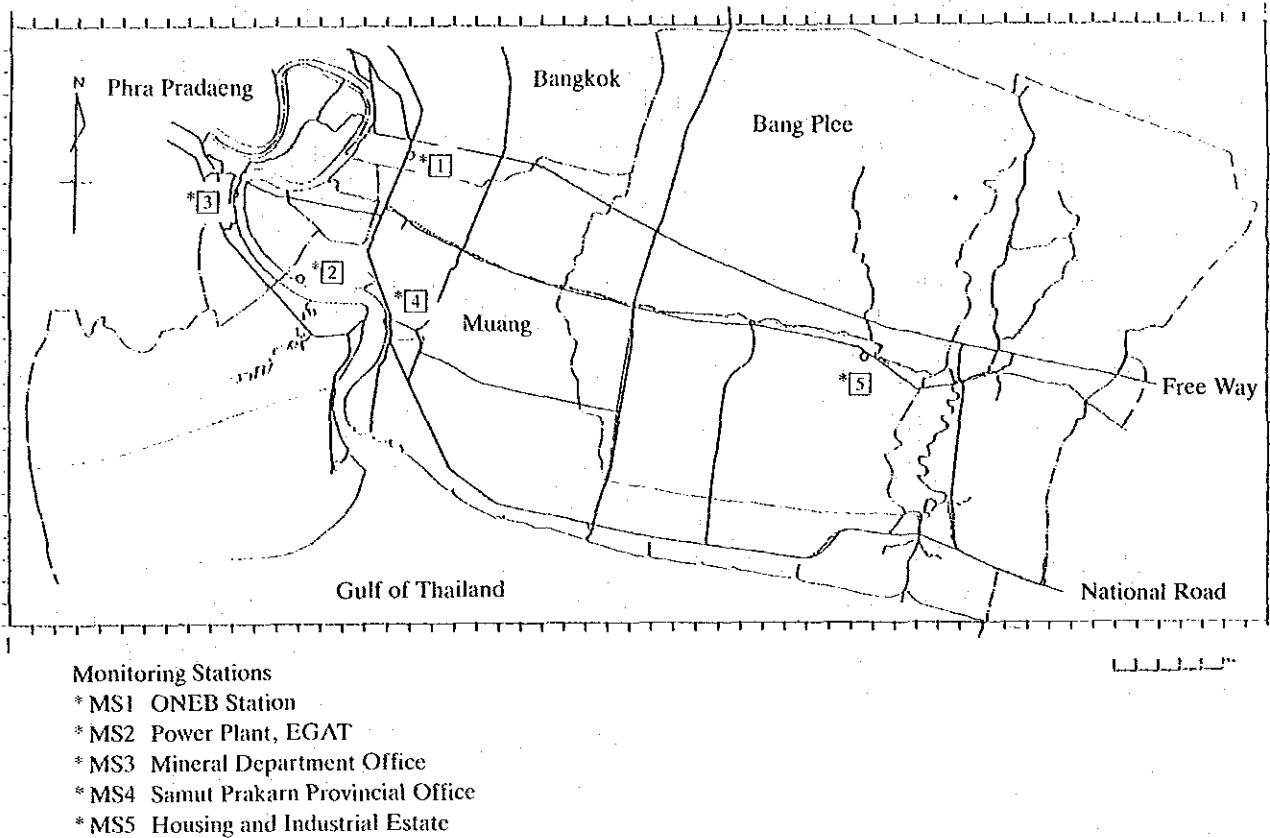 Phra Pradaeng
Bangkok
Bang Plee
N
*1
*3
*2
*4
Muang
*5
Free Way
Gulf of Thailand
National Road
1
Monitoring Stations
* MS1 ONEB Station
* MS2 Power Plant, EGAT
* MS3 Mineral Department Office
* MS4 Samut Prakarn Provincial Office
* MS5 Housing and Industrial Estate